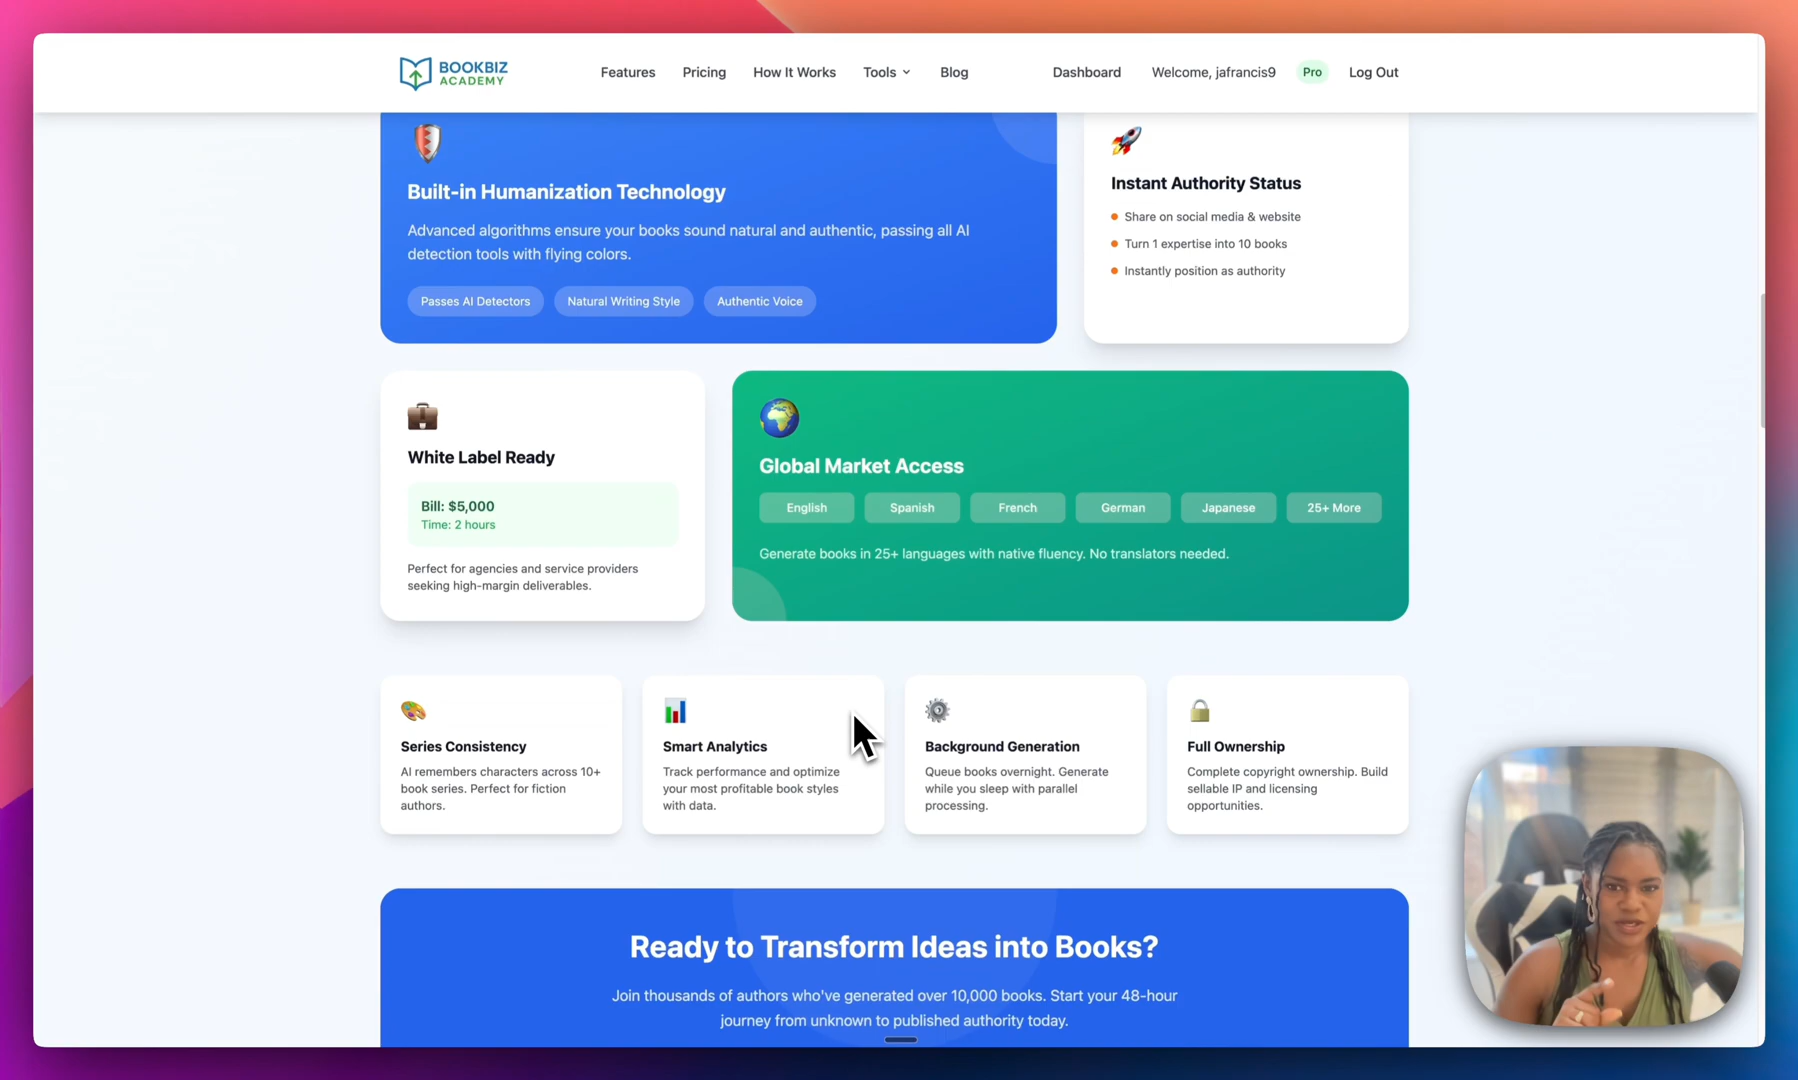 BOOKBIZ
ACADEMY
Features
Pricing
How It Works
Tools
Blog
Dashboard
Welcome, jafrancis9
Pro
Log Out
Built-in Humanization Technology
Advanced algorithms ensure your books sound natural and authentic, passing all AI
detection tools with flying colors.
Passes AI Detectors
Natural Writing Style
Authentic Voice
Instant Authority Status
Share on social media & website
Turn 1 expertise into 10 books
Instantly position as authority
White Label Ready
Bill: $5,000
Time: 2 hours
Perfect for agencies and service providers
seeking high-margin deliverables.
Global Market Access
English
Spanish
French
German
Japanese
25+ More
Generate books in 25+ languages with native fluency. No translators needed.
Series Consistency
AI remembers characters across 10+
book series. Perfect for fiction
authors.
Smart Analytics
Track performance and optimize
your most profitable book styles
with data.
Background Generation
Queue books overnight. Generate
while you sleep with parallel
processing.
Full Ownership
Complete copyright ownership. Build
sellable IP and licensing
opportunities.
Ready to Transform Ideas into Books?
Join thousands of authors who've generated over 10,000 books. Start your 48-hour
journey from unknown to published authority today.